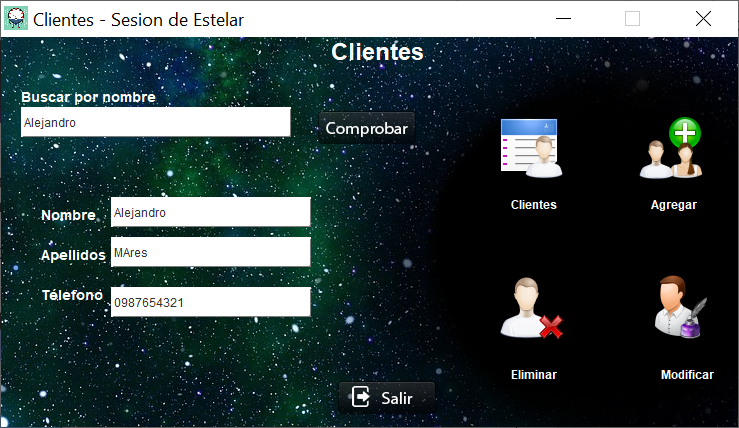 Clientes - Sesion de Estelar
Clientes
Buscar por nombre
Alejandro
Comprobar
Nombre
Alejandro
Apellidos
MAres
Télefono
0987654321
Clientes
Agregar
Eliminar
Modificar
Salir